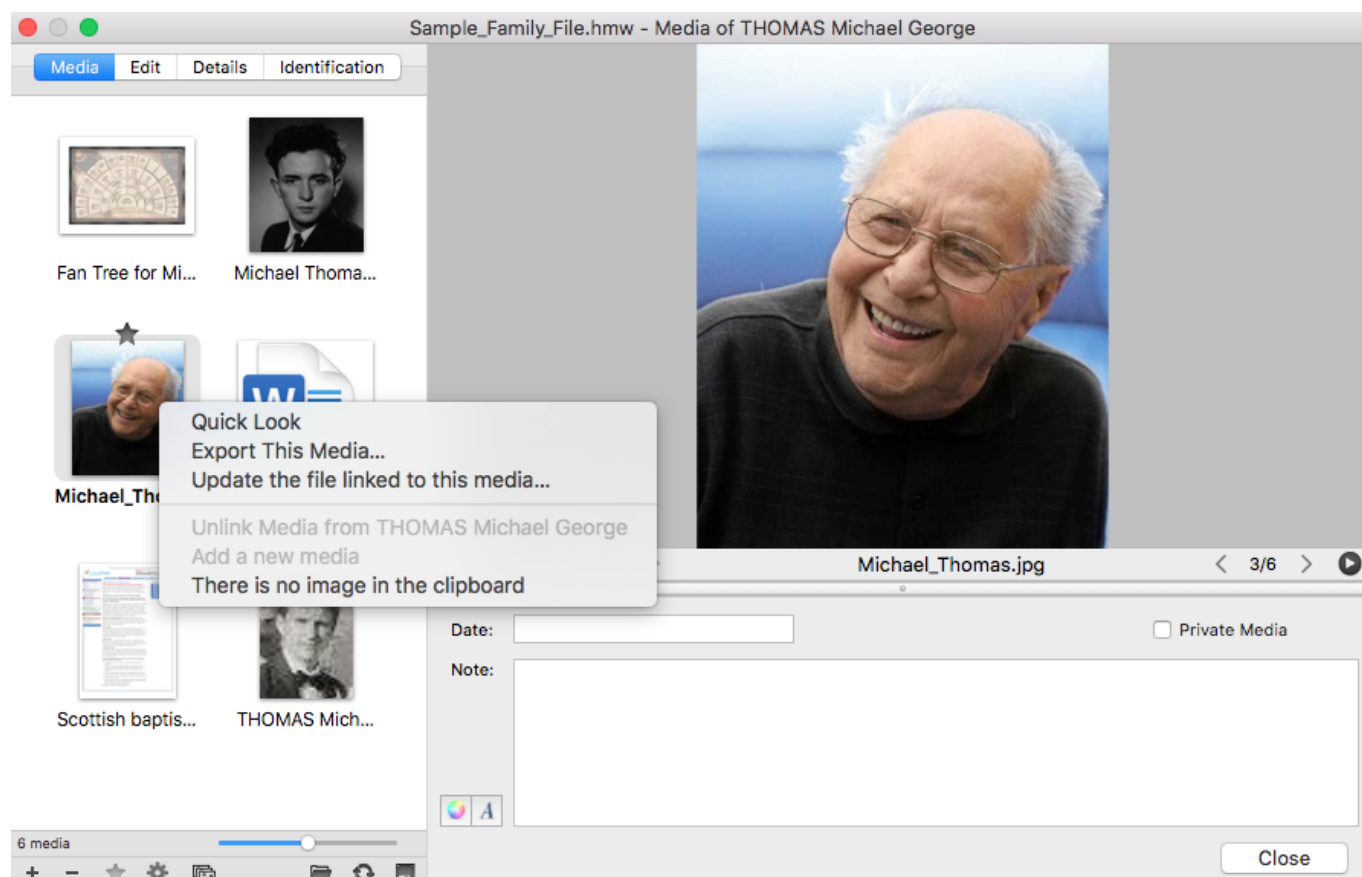 Sample_Family_File.hmw - Media of THOMAS Michael George
Media Edit Details Identification
Fan Tree for Mi... Michael Thoma...
W
Michael_Tho
Quick Look
Export This Media...
Update the file linked to this media...
Unlink Media from THOMAS Michael George
Add a new media
There is no image in the clipboard
Scottish baptis... THOMAS Mich...
6 media
Michael_Thomas.jpg < 3/6 >
Date: Private Media
Note:
A
Close